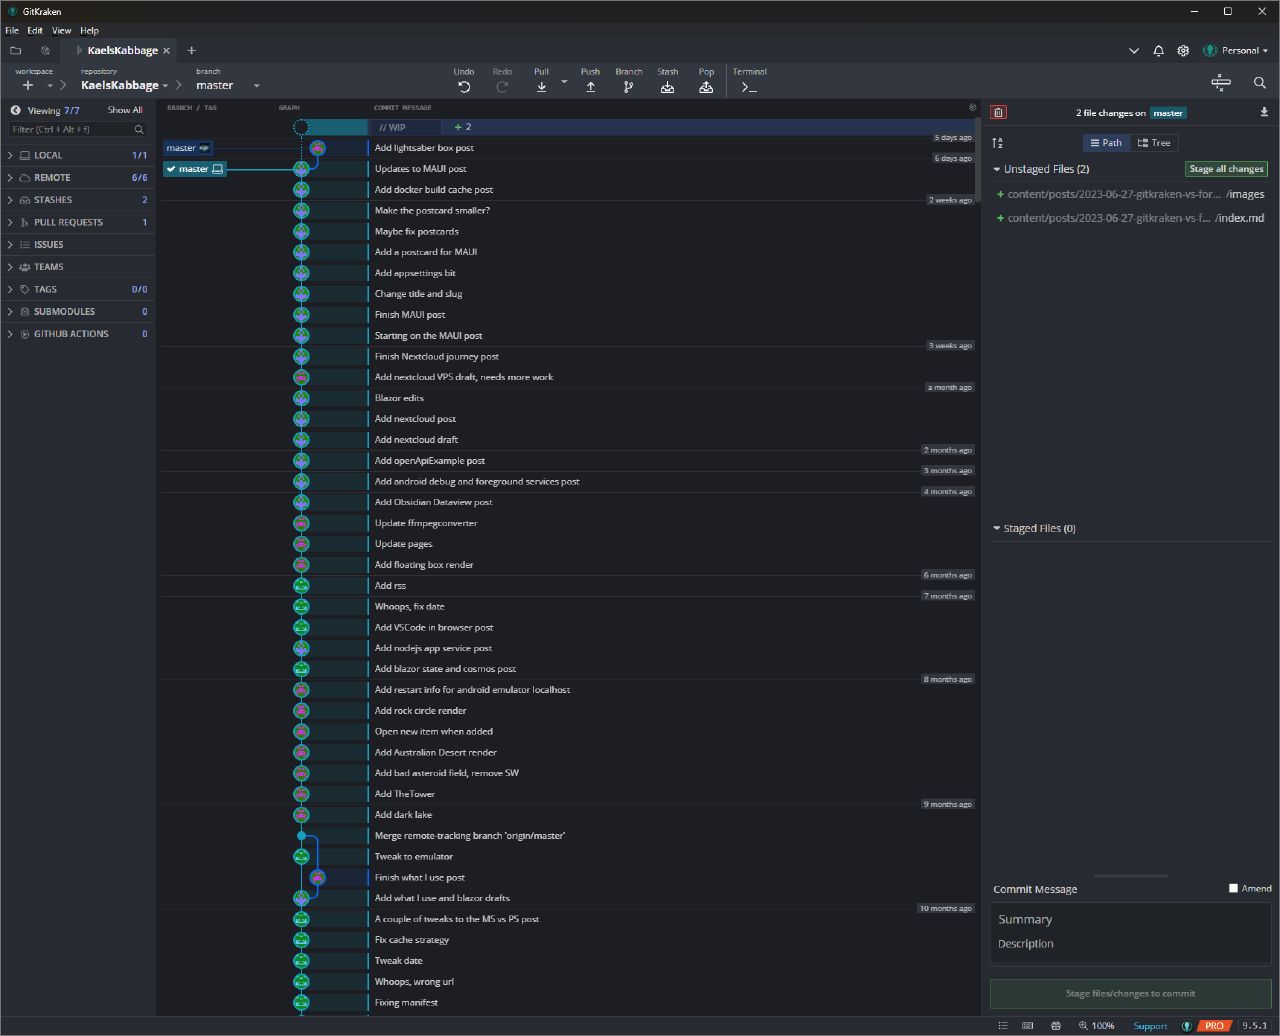 GitKraken
File Edit View Help
KaelsKabbage
Personal
workspace
repository
KaelsKabbage
branch
master
Undo Redo Pull Push Branch Stash Pop Terminal
Viewing 7/7 Show All
Filter (Ctrl + Alt + f)
LOCAL 1/1
REMOTE 6/6
STASHES 2
PULL REQUESTS 1
ISSUES
TEAMS
TAGS 0/0
SUBMODULES 0
GITHUB ACTIONS 0
BRANCH / TAG GRAPH COMMIT MESSAGE
// WIP + 2
5 days ago
master Add lightsaber box post
6 days ago
master Updates to MAUI post
Add docker build cache post
2 weeks ago
Make the postcard smaller?
Maybe fix postcards
Add a postcard for MAUI
Add appsettings bit
Change title and slug
Finish MAUI post
Starting on the MAUI post
3 weeks ago
Finish Nextcloud journey post
Add nextcloud VPS draft, needs more work
a month ago
Blazor edits
Add nextcloud post
Add nextcloud draft
2 months ago
Add openApiExample post
3 months ago
Add android debug and foreground services post
4 months ago
Add Obsidian Dataview post
Update ffmpegconverter
Update pages
Add floating box render
6 months ago
Add rss
7 months ago
Whoops, fix date
Add VSCode in browser post
Add nodejs app service post
Add blazor state and cosmos post
8 months ago
Add restart info for android emulator localhost
Add rock circle render
Open new item when added
Add Australian Desert render
Add bad asteroid field, remove SW
Add TheTower
9 months ago
Add dark lake
Merge remote-tracking branch 'origin/master'
Tweak to emulator
Finish what I use post
Add what I use and blazor drafts
10 months ago
A couple of tweaks to the MS vs PS post
Fix cache strategy
Tweak date
Whoops, wrong url
Fixing manifest
2 file changes on master
Path Tree
Unstaged Files (2) Stage all changes
+ content/posts/2023-06-27-gitkraken-vs-for... /images
+ content/posts/2023-06-27-gitkraken-vs-f... /index.md
Staged Files (0)
Commit Message Amend
Summary
Description
Stage files/changes to commit
100% Support PRO 9.5.1